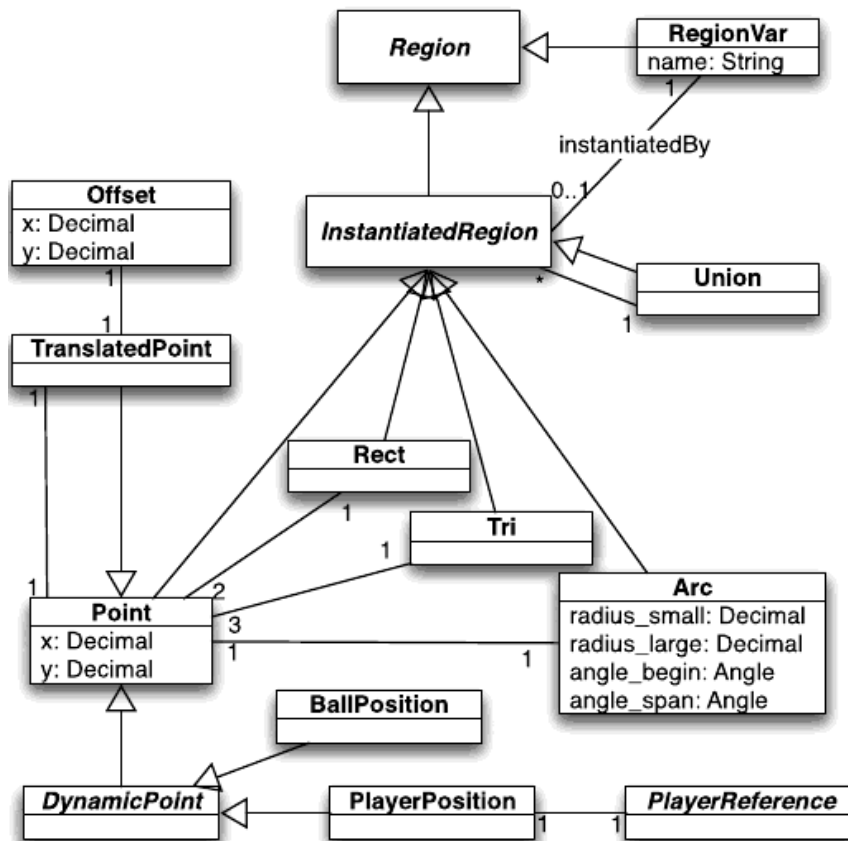 Region
RegionVar
name: String
1
instantiatedBy
0..1
Offset
x: Decimal
y: Decimal
1
InstantiatedRegion
*
Union
1
1
TranslatedPoint
1
Rect
1
Tri
1
1
2
Point
x: Decimal
y: Decimal
3
1
1
Arc
radius_small: Decimal
radius_large: Decimal
angle_begin: Angle
angle_span: Angle
BallPosition
DynamicPoint
PlayerPosition
1
1
PlayerReference